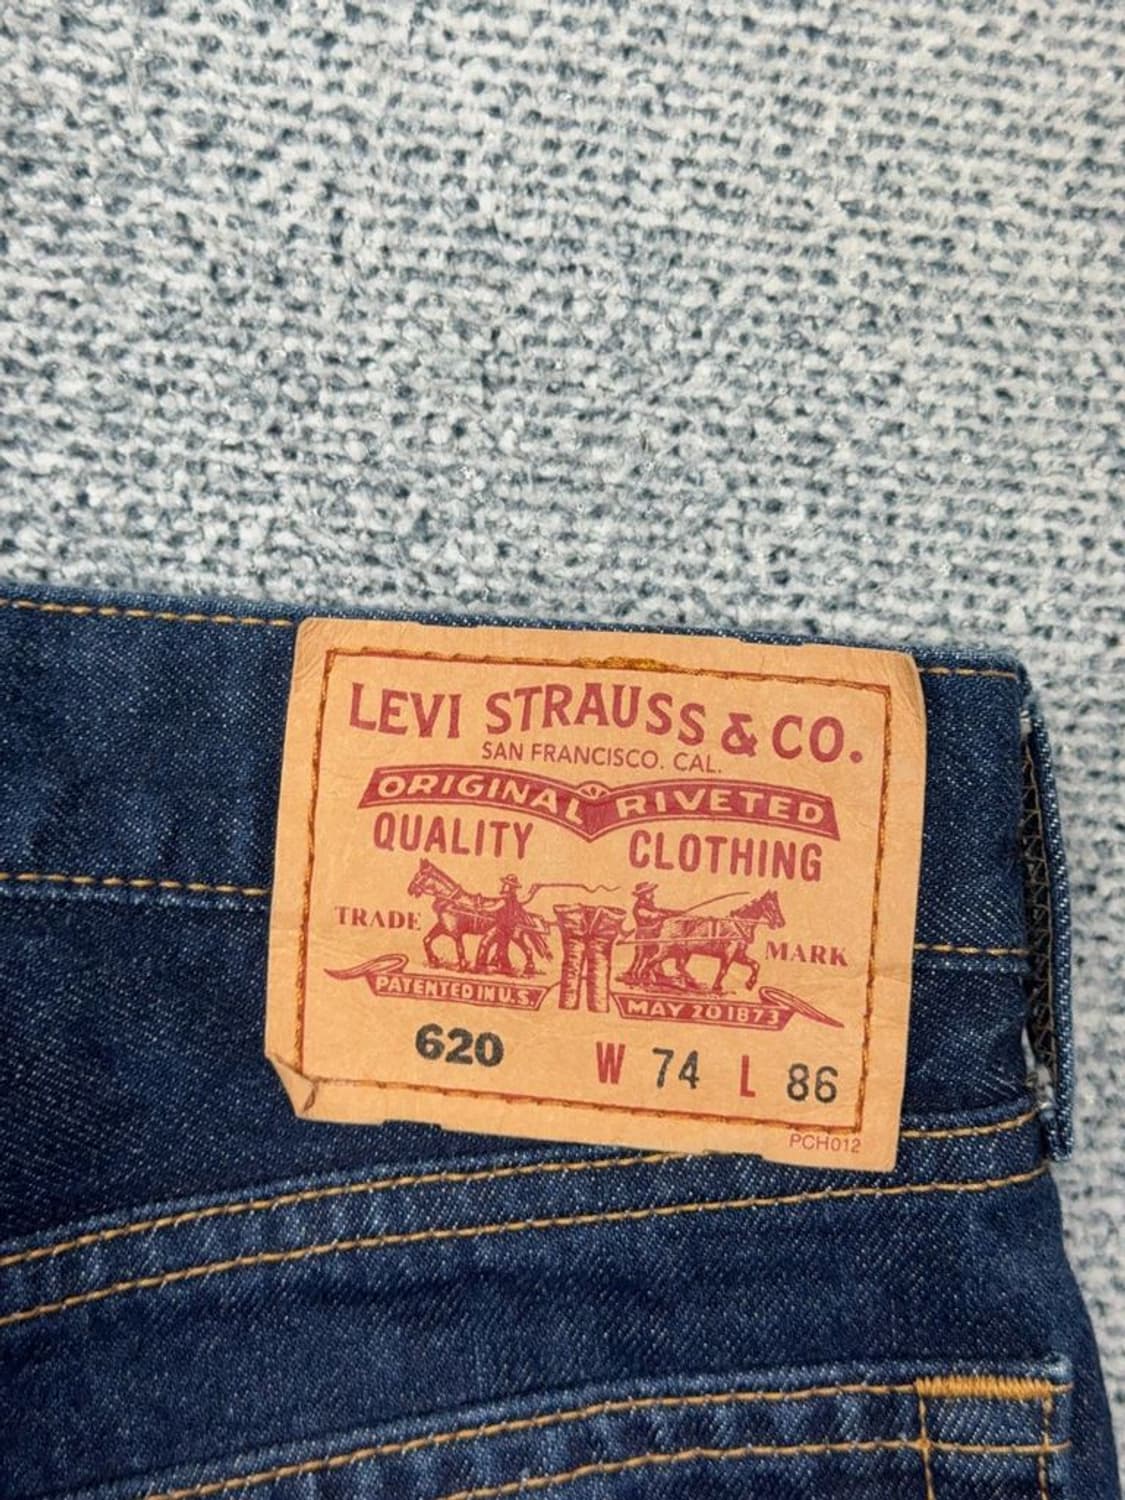 LEVI STRAUSS & CO.
SAN FRANCISCO. CAL.
ORIGINAL RIVETED
QUALITY CLOTHING
TRADE MARK
PATENTED IN U.S. MAY 20 1873
620 W 74 L 86
PCH012